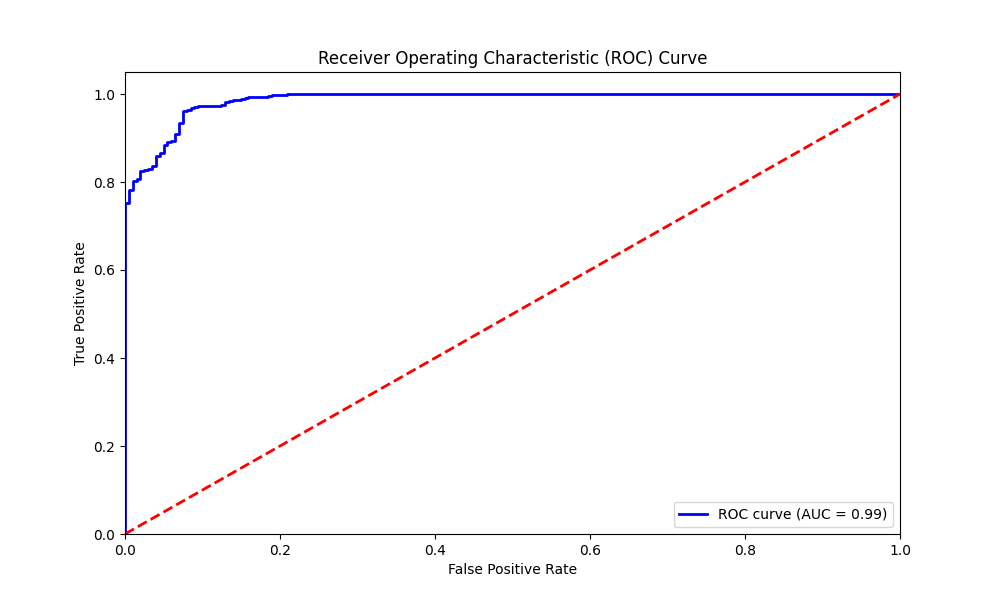 Receiver Operating Characteristic (ROC) Curve
1.0
0.8
0.6
0.4
0.2
0.0
True Positive Rate
ROC curve (AUC = 0.99)
0.0 0.2 0.4 0.6 0.8 1.0
False Positive Rate